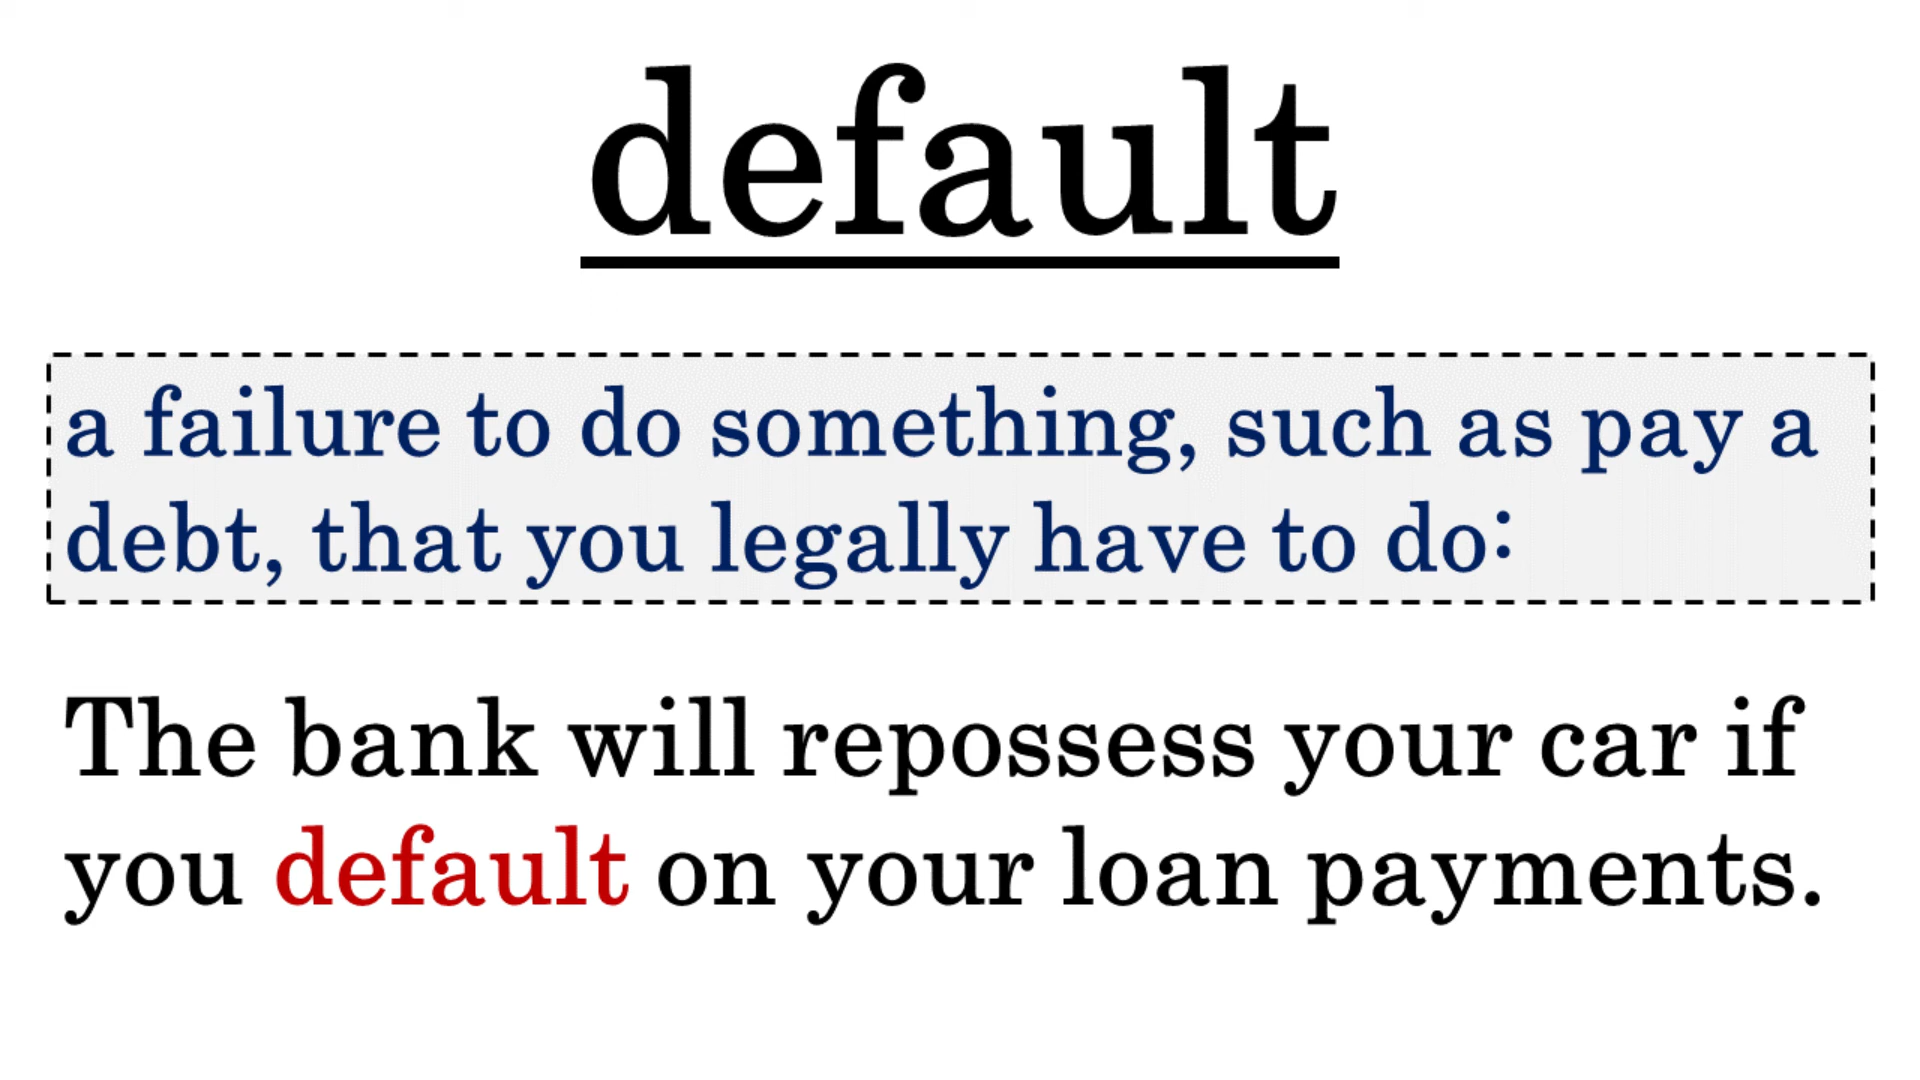 default
a failure to do something, such as pay a
debt, that you legally have to do:
The bank will repossess your car if
you default on your loan payments.